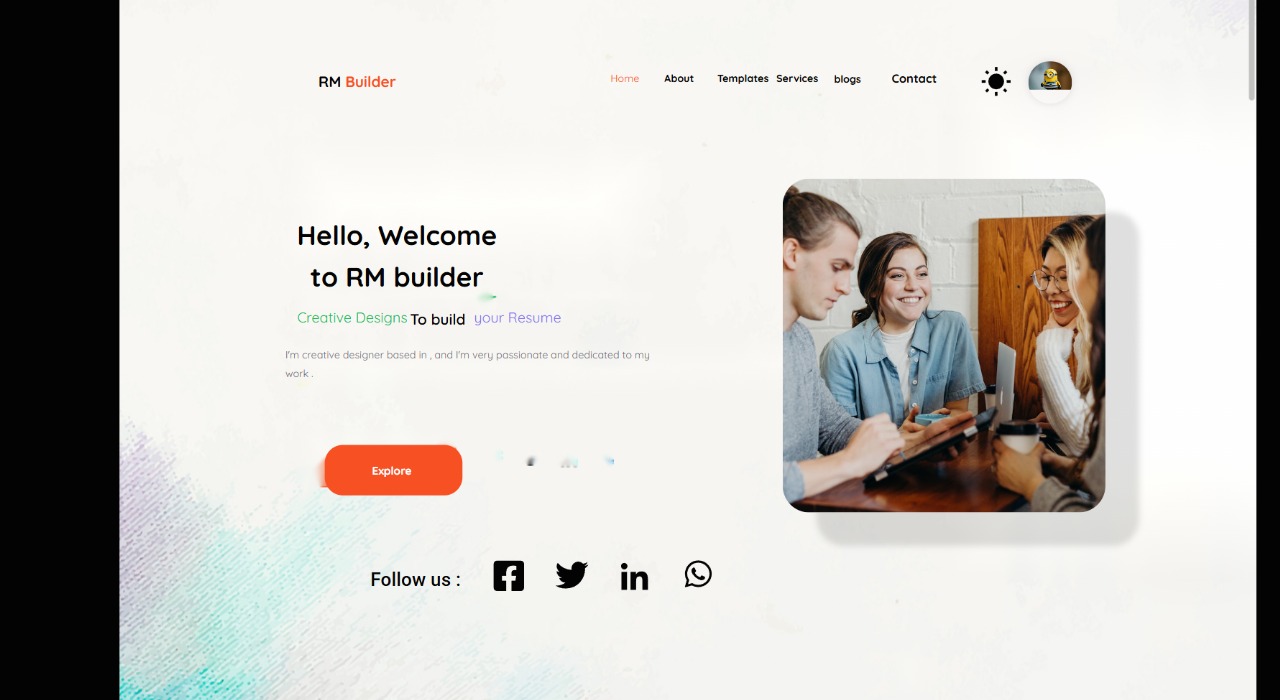 RM Builder
Home About Templates Services blogs Contact
Hello, Welcome
to RM builder
Creative Designs To build your Resume
I'm creative designer based in , and I'm very passionate and dedicated to my
work .
Explore
Follow us :